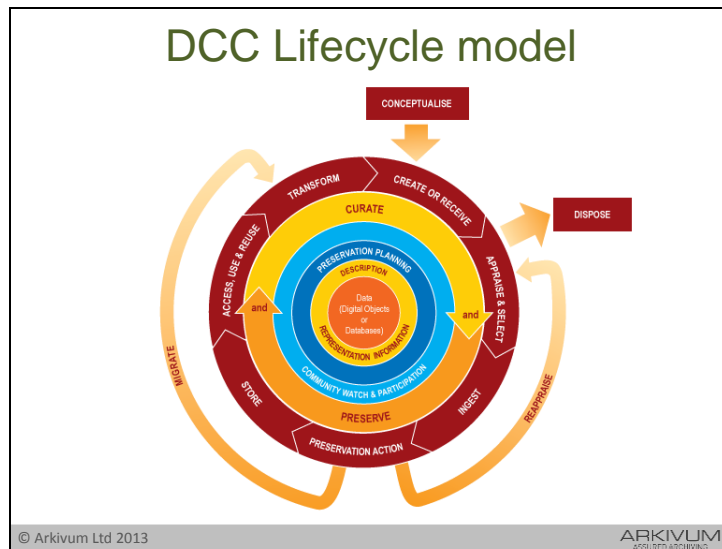 DCC Lifecycle model
CONCEPTUALISE
DISPOSE
TRANSFORM
CREATE OR RECEIVE
APPRAISE & SELECT
INGEST
PRESERVATION ACTION
STORE
ACCESS, USE & REUSE
CURATE
and
PRESERVE
and
PRESERVATION PLANNING
COMMUNITY WATCH & PARTICIPATION
DESCRIPTION
REPRESENTATION INFORMATION
Data
(Digital Objects
or
Databases)
MIGRATE
REAPPRAISE
© Arkivum Ltd 2013
ARKIVUM
ASSURED ARCHIVING